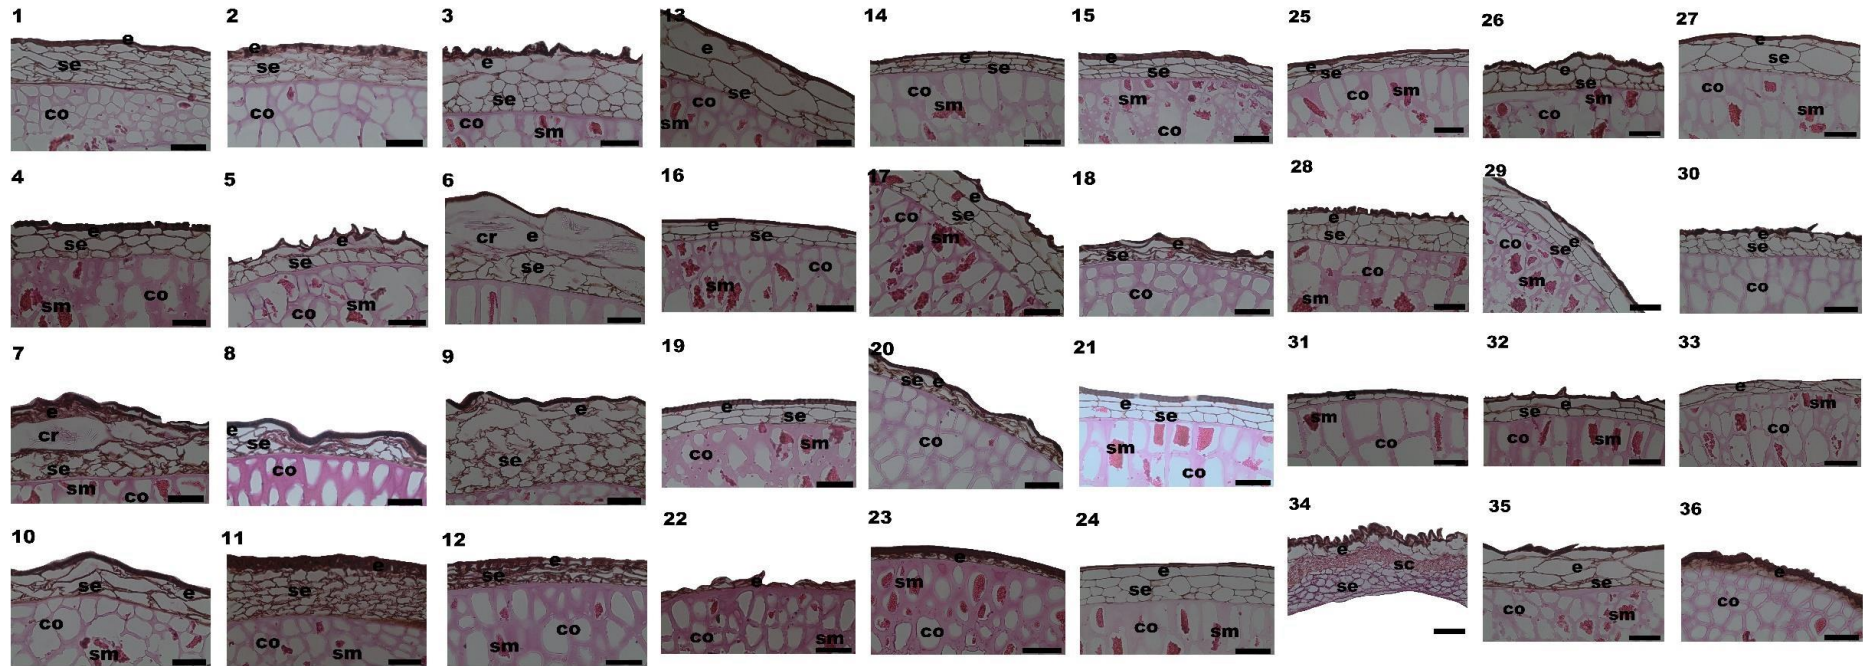 1
e
se
co
2
e
se
co
3
e
se
co
sm
13
e
se
co
sm
14
e
se
co
sm
15
e
se
sm
co
25
e
se
co
sm
26
e
se
sm
co
27
e
se
co
sm
4
e
se
sm
co
5
e
se
sm
co
6
cr
e
se
16
e
se
co
sm
17
e
co
se
sm
18
e
se
co
28
e
se
co
sm
29
co
e
se
sm
30
e
se
co
7
e
cr
se
sm
co
8
e
se
co
9
e
se
19
e
se
co
sm
20
se
e
co
21
e
se
sm
co
31
e
sm
co
32
se
e
co
sm
33
e
sm
co
10
se
e
co
sm
11
e
se
co
sm
12
e
se
co
sm
22
e
co
sm
23
e
sm
co
24
e
se
co
sm
34
e
sc
se
35
e
se
co
sm
36
e
co